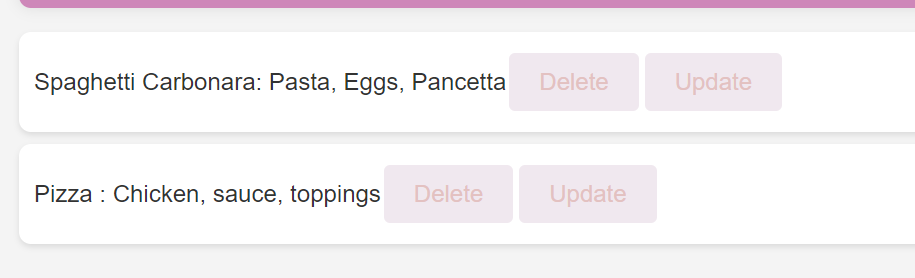 Spaghetti Carbonara: Pasta, Eggs, Pancetta Delete Update
Pizza : Chicken, sauce, toppings Delete Update